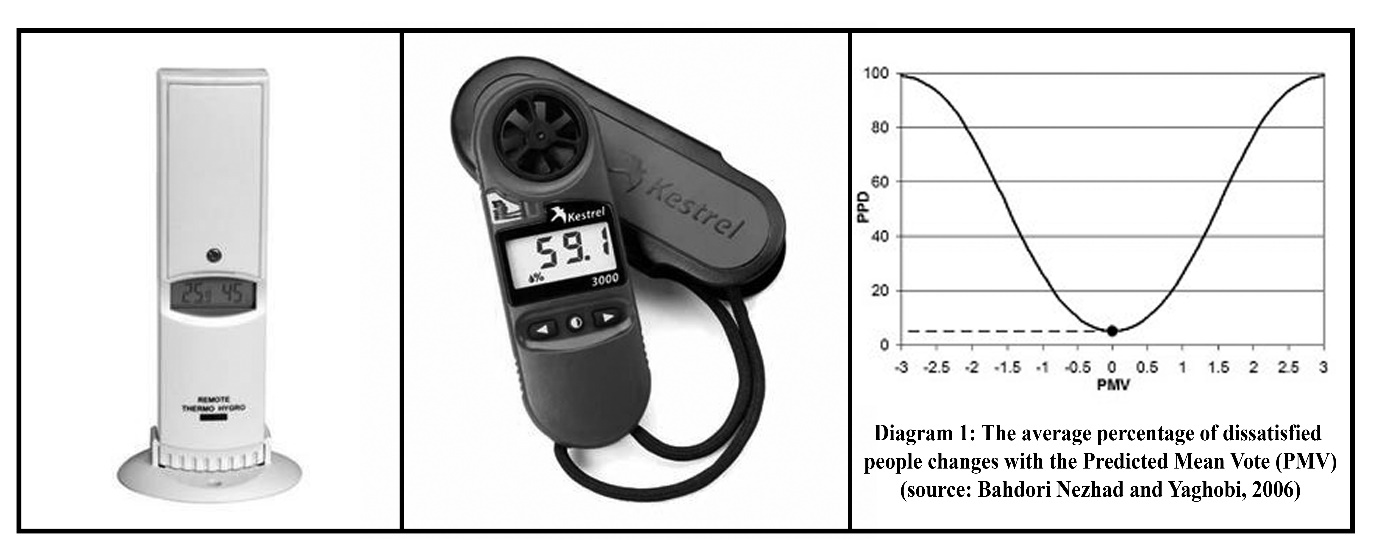 25.9 45
REMOTE
THERMO HYGRO
Kestrel
Kestrel
59.1
%
3000
100
80
60
40
20
0
PPD
-3 -2.5 -2 -1.5 -1 -0.5 0 0.5 1 1.5 2 2.5 3
PMV
Diagram 1: The average percentage of dissatisfied
people changes with the Predicted Mean Vote (PMV)
(source: Bahdori Nezhad and Yaghobi, 2006)